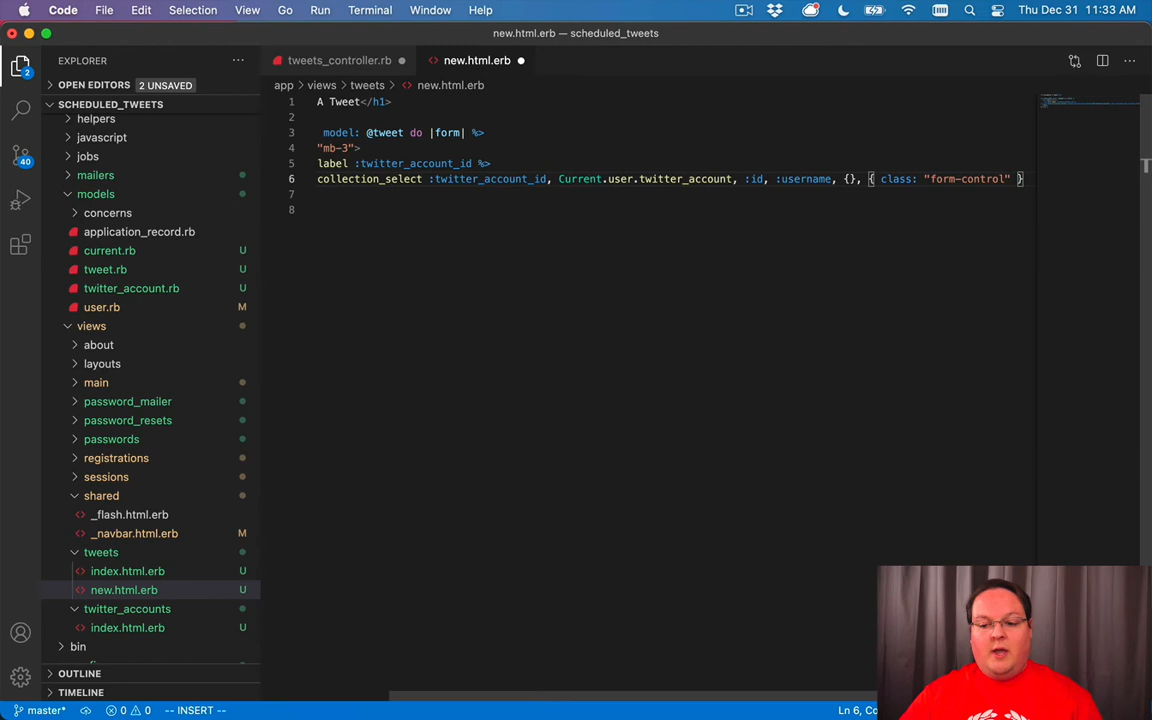 Code File Edit Selection View Go Run Terminal Window Help Thu Dec 31 11:33 AM
new.html.erb — scheduled_tweets
EXPLORER
tweets_controller.rb
new.html.erb
OPEN EDITORS 2 UNSAVED
app > views > tweets > new.html.erb
SCHEDULED_TWEETS
helpers
javascript
jobs
mailers
models
concerns
application_record.rb
current.rb U
tweet.rb U
twitter_account.rb U
user.rb M
views
about
layouts
main
password_mailer
password_resets
passwords
registrations
sessions
shared
_flash.html.erb
_navbar.html.erb M
tweets
index.html.erb U
new.html.erb U
twitter_accounts
index.html.erb U
bin
OUTLINE
TIMELINE
1 A Tweet</h1>
2
3 model: @tweet do |form| %>
4 "mb-3">
5 label :twitter_account_id %>
6 collection_select :twitter_account_id, Current.user.twitter_account, :id, :username, {}, { class: "form-control" }
7
8
2
40
master* 0 0 -- INSERT -- Ln 6, Co